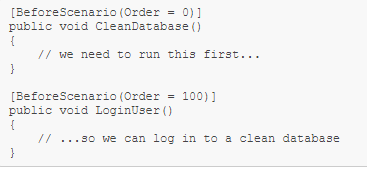 [BeforeScenario(Order = 0)]
public void CleanDatabase()
{
    // we need to run this first...
}

[BeforeScenario(Order = 100)]
public void LoginUser()
{
    // ...so we can log in to a clean database
}